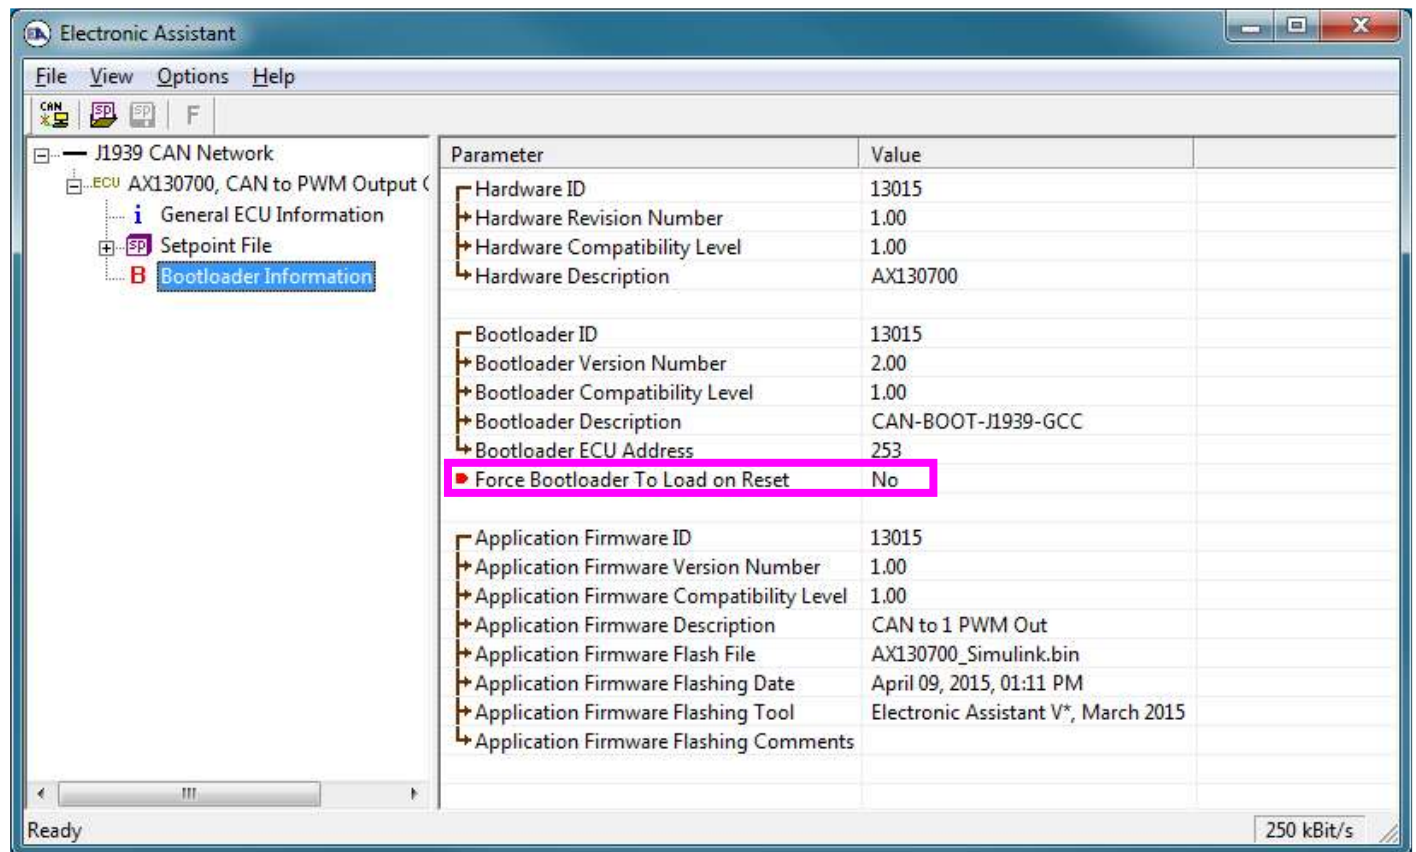 Electronic Assistant
File View Options Help
CAN SP SP F
J1939 CAN Network
ECU AX130700, CAN to PWM Output
i General ECU Information
SP Setpoint File
B Bootloader Information
Parameter Value
Hardware ID 13015
Hardware Revision Number 1.00
Hardware Compatibility Level 1.00
Hardware Description AX130700
Bootloader ID 13015
Bootloader Version Number 2.00
Bootloader Compatibility Level 1.00
Bootloader Description CAN-BOOT-J1939-GCC
Bootloader ECU Address 253
Force Bootloader To Load on Reset No
Application Firmware ID 13015
Application Firmware Version Number 1.00
Application Firmware Compatibility Level 1.00
Application Firmware Description CAN to 1 PWM Out
Application Firmware Flash File AX130700_Simulink.bin
Application Firmware Flashing Date April 09, 2015, 01:11 PM
Application Firmware Flashing Tool Electronic Assistant V*, March 2015
Application Firmware Flashing Comments
Ready 250 kBit/s